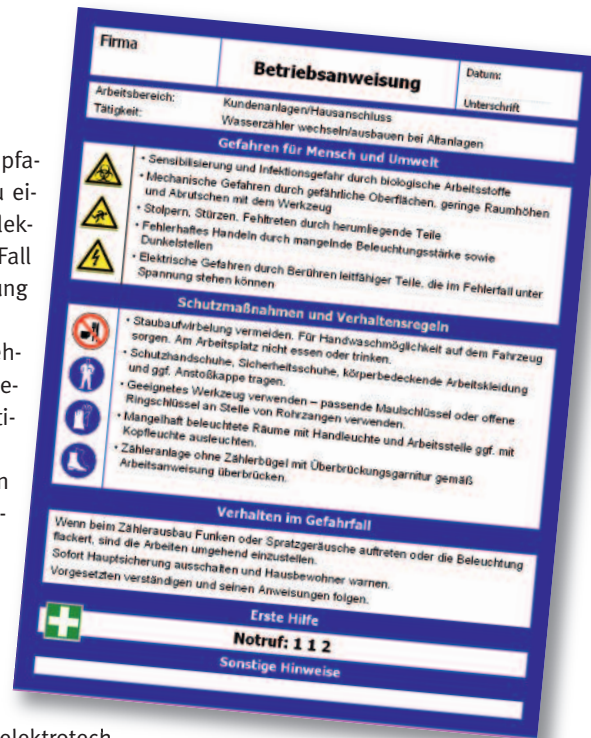 pfa-
u ei-
lek-
Fall
ung
eh-
e-
ti-
n
-
elektrotech
Firma
Betriebsanweisung
Datum:
Unterschrift
Arbeitsbereich: Kundenanlagen/Hausanschluss
Tätigkeit: Wasserzähler wechseln/ausbauen bei Altanlagen
Gefahren für Mensch und Umwelt
• Sensibilisierung und Infektionsgefahr durch biologische Arbeitsstoffe
• Mechanische Gefahren durch gefährliche Oberflächen, geringe Raumhöhen
und Abrutschen mit dem Werkzeug
• Stolpern, Stürzen, Fehltreten durch herumliegende Teile
• Fehlerhaftes Handeln durch mangelnde Beleuchtungsstärke sowie
Dunkelstellen
• Elektrische Gefahren durch Berühren leitfähiger Teile, die im Fehlerfall unter
Spannung stehen können
Schutzmaßnahmen und Verhaltensregeln
• Staubaufwirbelung vermeiden. Für Handwaschmöglichkeit auf dem Fahrzeug
sorgen. Am Arbeitsplatz nicht essen oder trinken.
• Schutzhandschuhe, Sicherheitsschuhe, körperbedeckende Arbeitskleidung
und ggf. Anstoßkappe tragen.
• Geeignetes Werkzeug verwenden – passende Maulschlüssel oder offene
Ringschlüssel an Stelle von Rohrzangen verwenden.
• Mangelhaft beleuchtete Räume mit Handleuchte und Arbeitsstelle ggf. mit
Kopfleuchte ausleuchten.
• Zähleranlage ohne Zählerbügel mit Überbrückungsgarnitur gemäß
Arbeitsanweisung überbrücken.
Verhalten im Gefahrfall
Wenn beim Zählerausbau Funken oder Spratzgeräusche auftreten oder die Beleuchtung
flackert, sind die Arbeiten umgehend einzustellen.
Sofort Hauptsicherung ausschalten und Hausbewohner warnen.
Vorgesetzten verständigen und seinen Anweisungen folgen.
Erste Hilfe
Notruf: 1 1 2
Sonstige Hinweise